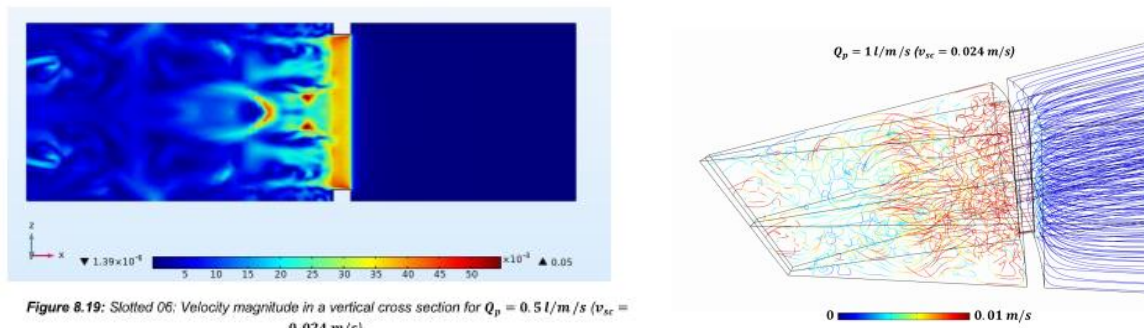 z
x
▼ 1.39×10⁻⁶
5 10 15 20 25 30 35 40 45 50
×10⁻³
▲ 0.05
Figure 8.19: Slotted 06: Velocity magnitude in a vertical cross section for Q_p = 0.5 l/m/s (v_sc =
0.024 m/s)
Q_p = 1 l/m/s (v_sc = 0.024 m/s)
0 0.01 m/s